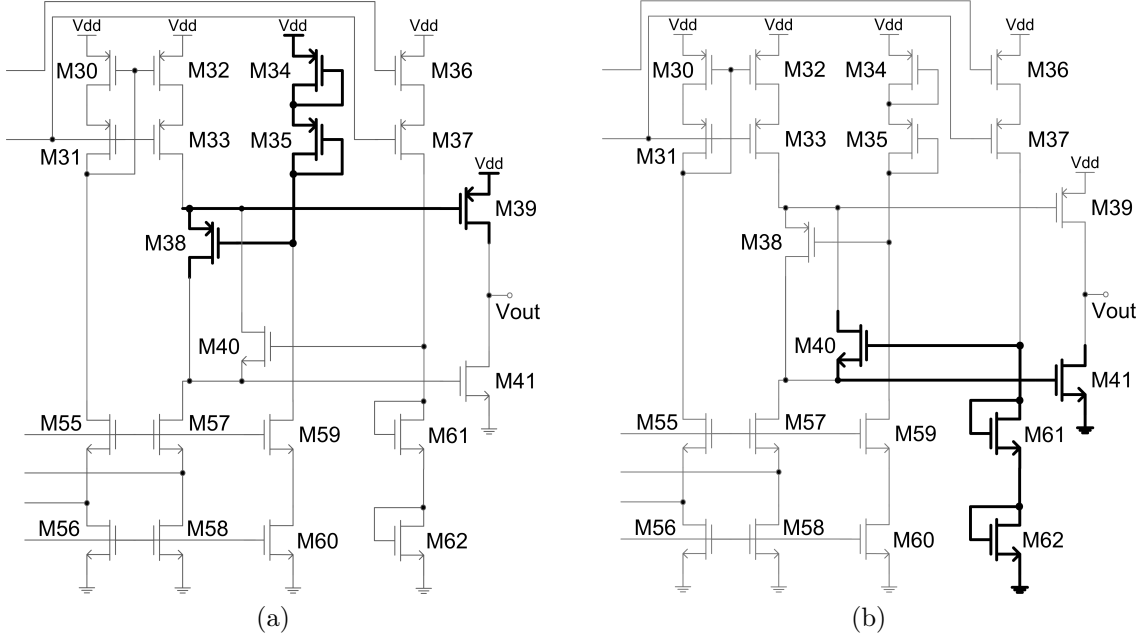 Vdd Vdd Vdd Vdd
M30 M32 M34 M36
M31 M33 M35 M37
Vdd
M39
M38
Vout
M40
M41
M55 M57 M59 M61
M56 M58 M60 M62
(a)
Vdd Vdd Vdd Vdd
M30 M32 M34 M36
M31 M33 M35 M37
Vdd
M39
M38
Vout
M40
M41
M55 M57 M59 M61
M56 M58 M60 M62
(b)